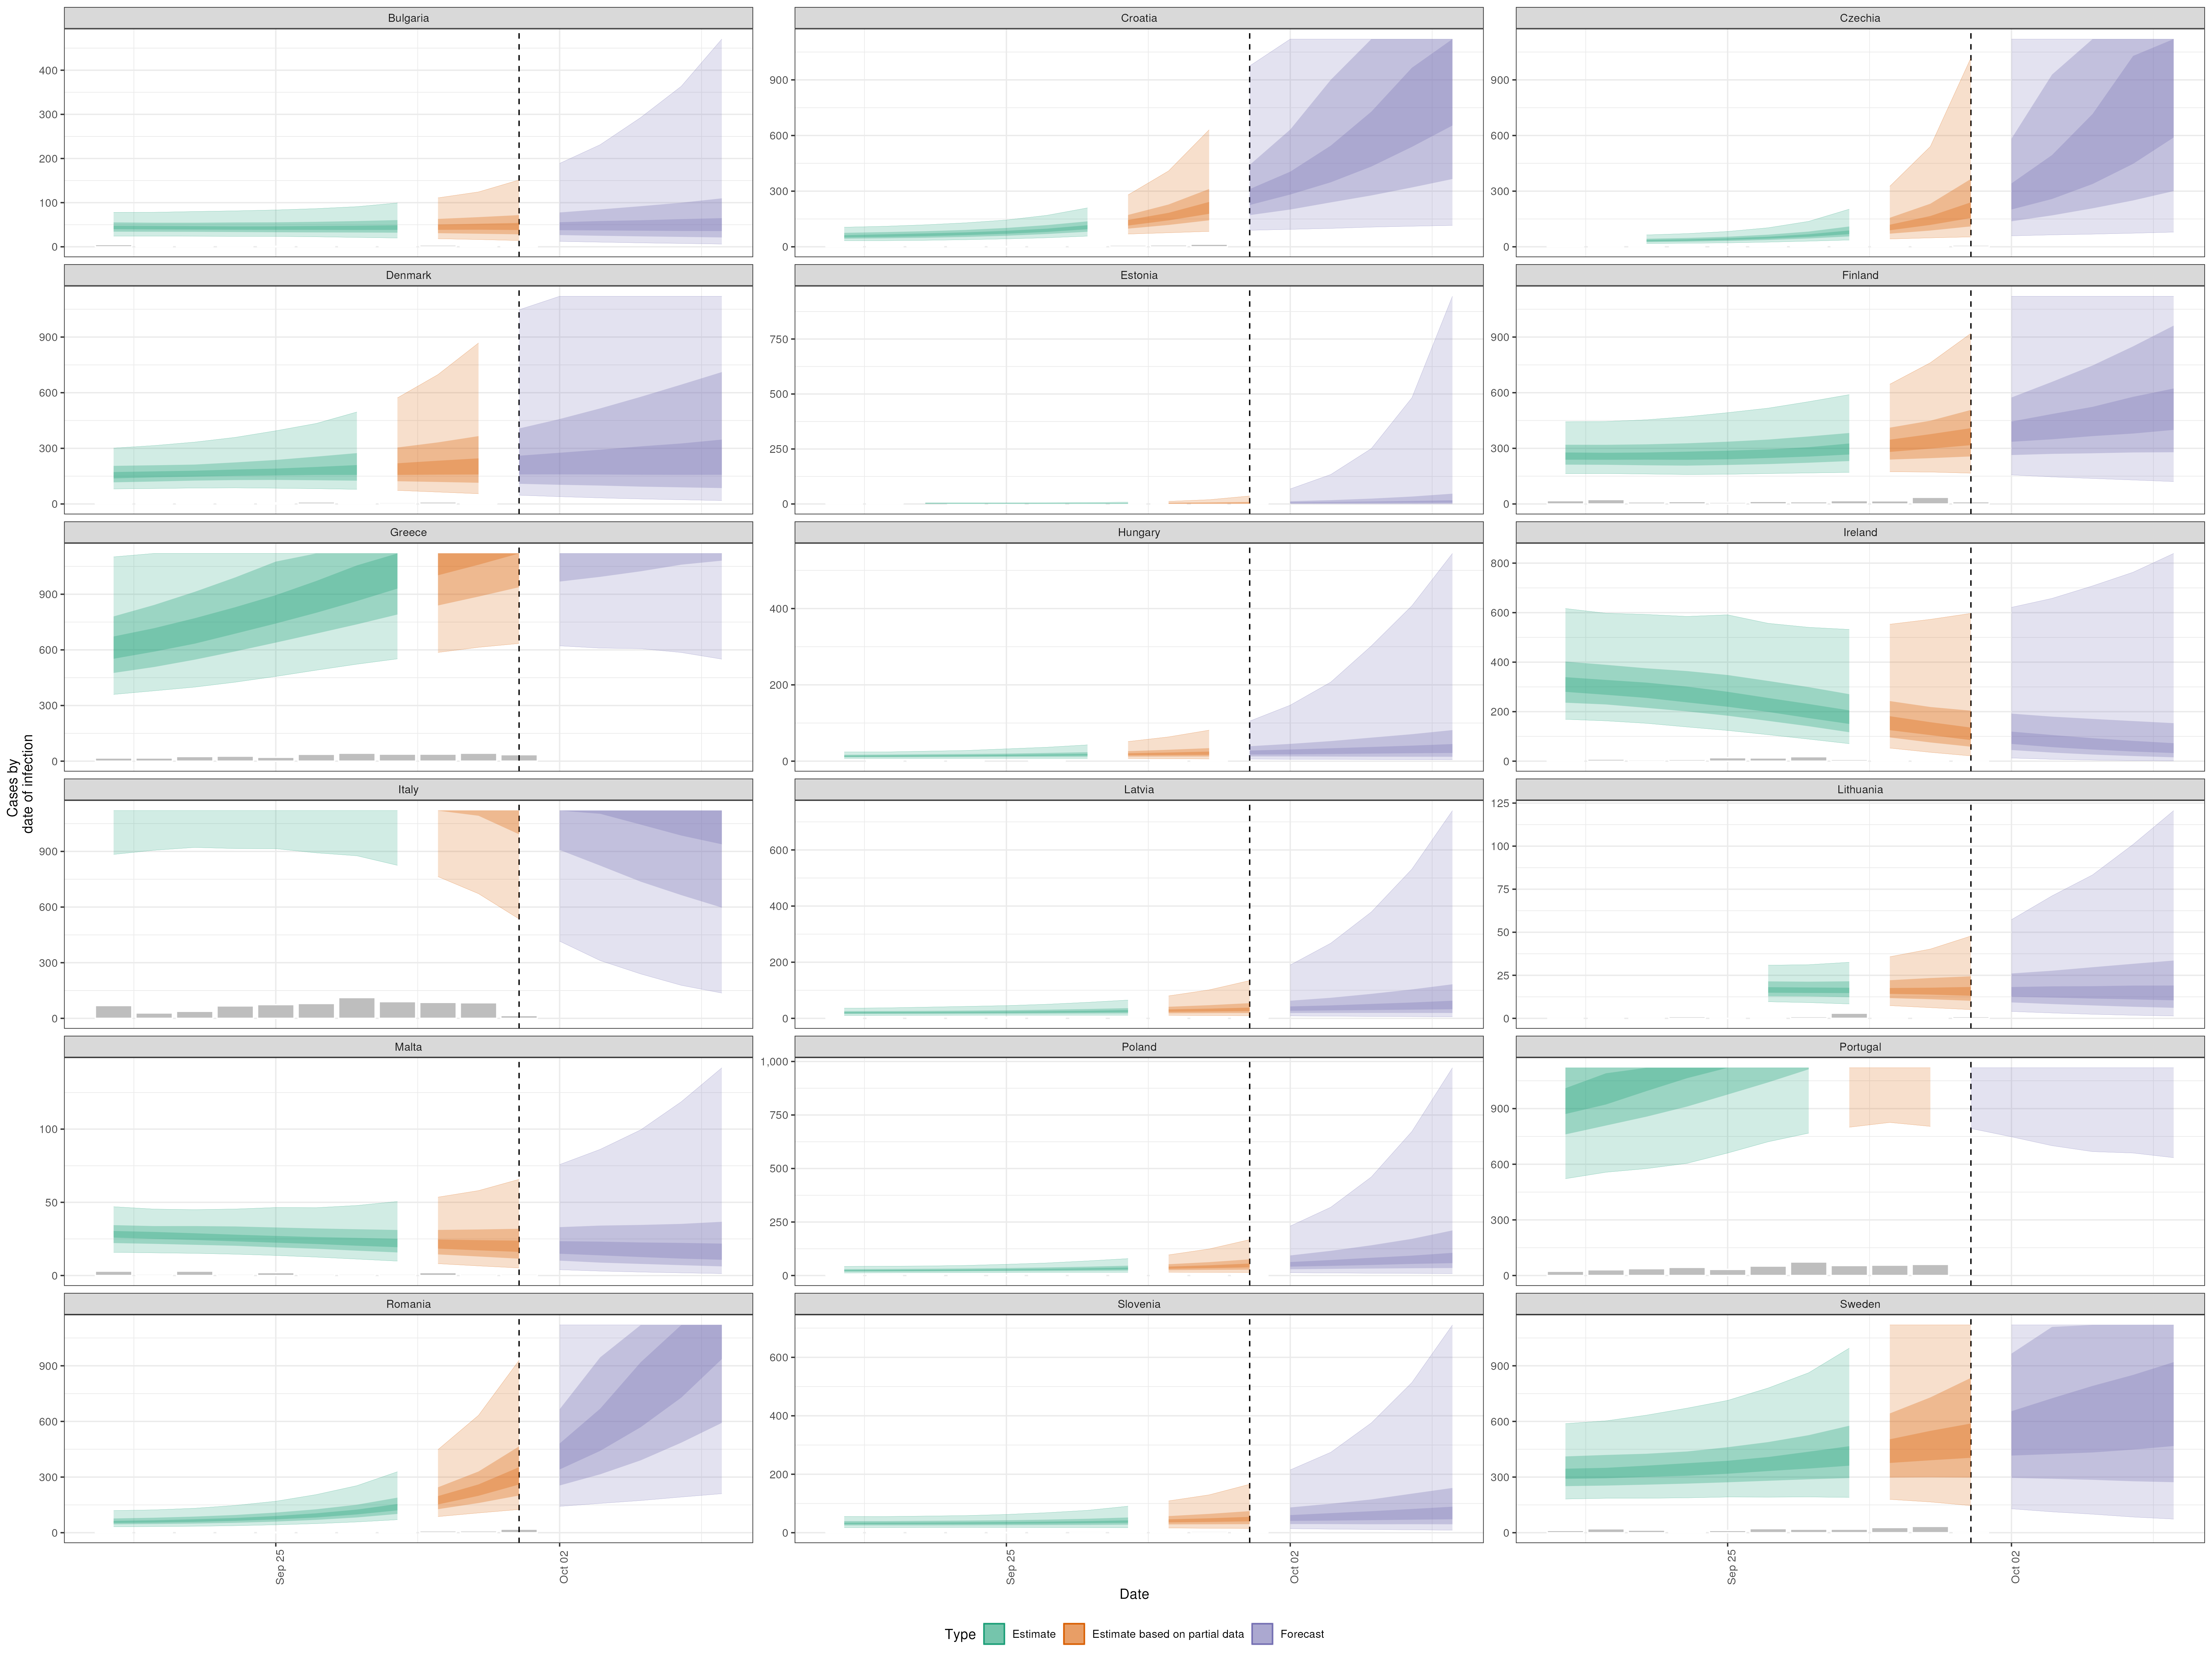 Bulgaria Croatia Czechia
400 900 900
300 600 600
200 300 300
100 0 0
0
Denmark Estonia Finland
900 750 900
600 500 600
300 250 300
0 0 0
Greece Hungary Ireland
900 400 800
600 200 600
300 0 400
0 200
0
Cases by
date of infection
Italy Latvia Lithuania
900 600 125
600 400 100
300 200 75
0 0 50
25
0
Malta Poland Portugal
100 1,000 900
50 750 600
0 500 300
250 0
0
Romania Slovenia Sweden
900 600 900
600 400 600
300 200 300
0 0 0
Sep 25 Oct 02 Sep 25 Oct 02 Sep 25 Oct 02
Date
Type Estimate Estimate based on partial data Forecast